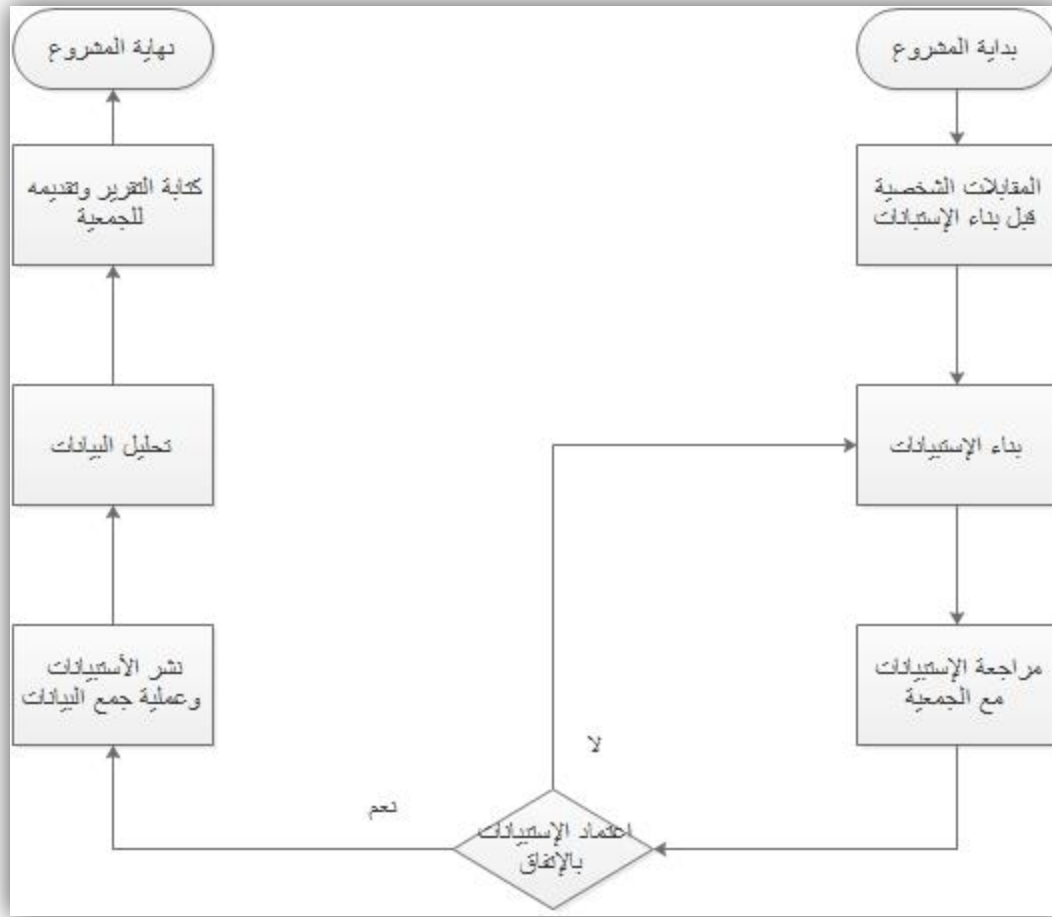 بداية المشروع
المقابلات الشخصية
قبل بناء الإستبانات
بناء الإستبيانات
مراجعة الإستبيانات
مع الجمعية
اعتماد الإستبيانات
بالإتفاق
لا
نعم
نشر الأستبيانات
وعملية جمع البيانات
تحليل البيانات
كتابة التقرير وتقديمه
للجمعية
نهاية المشروع